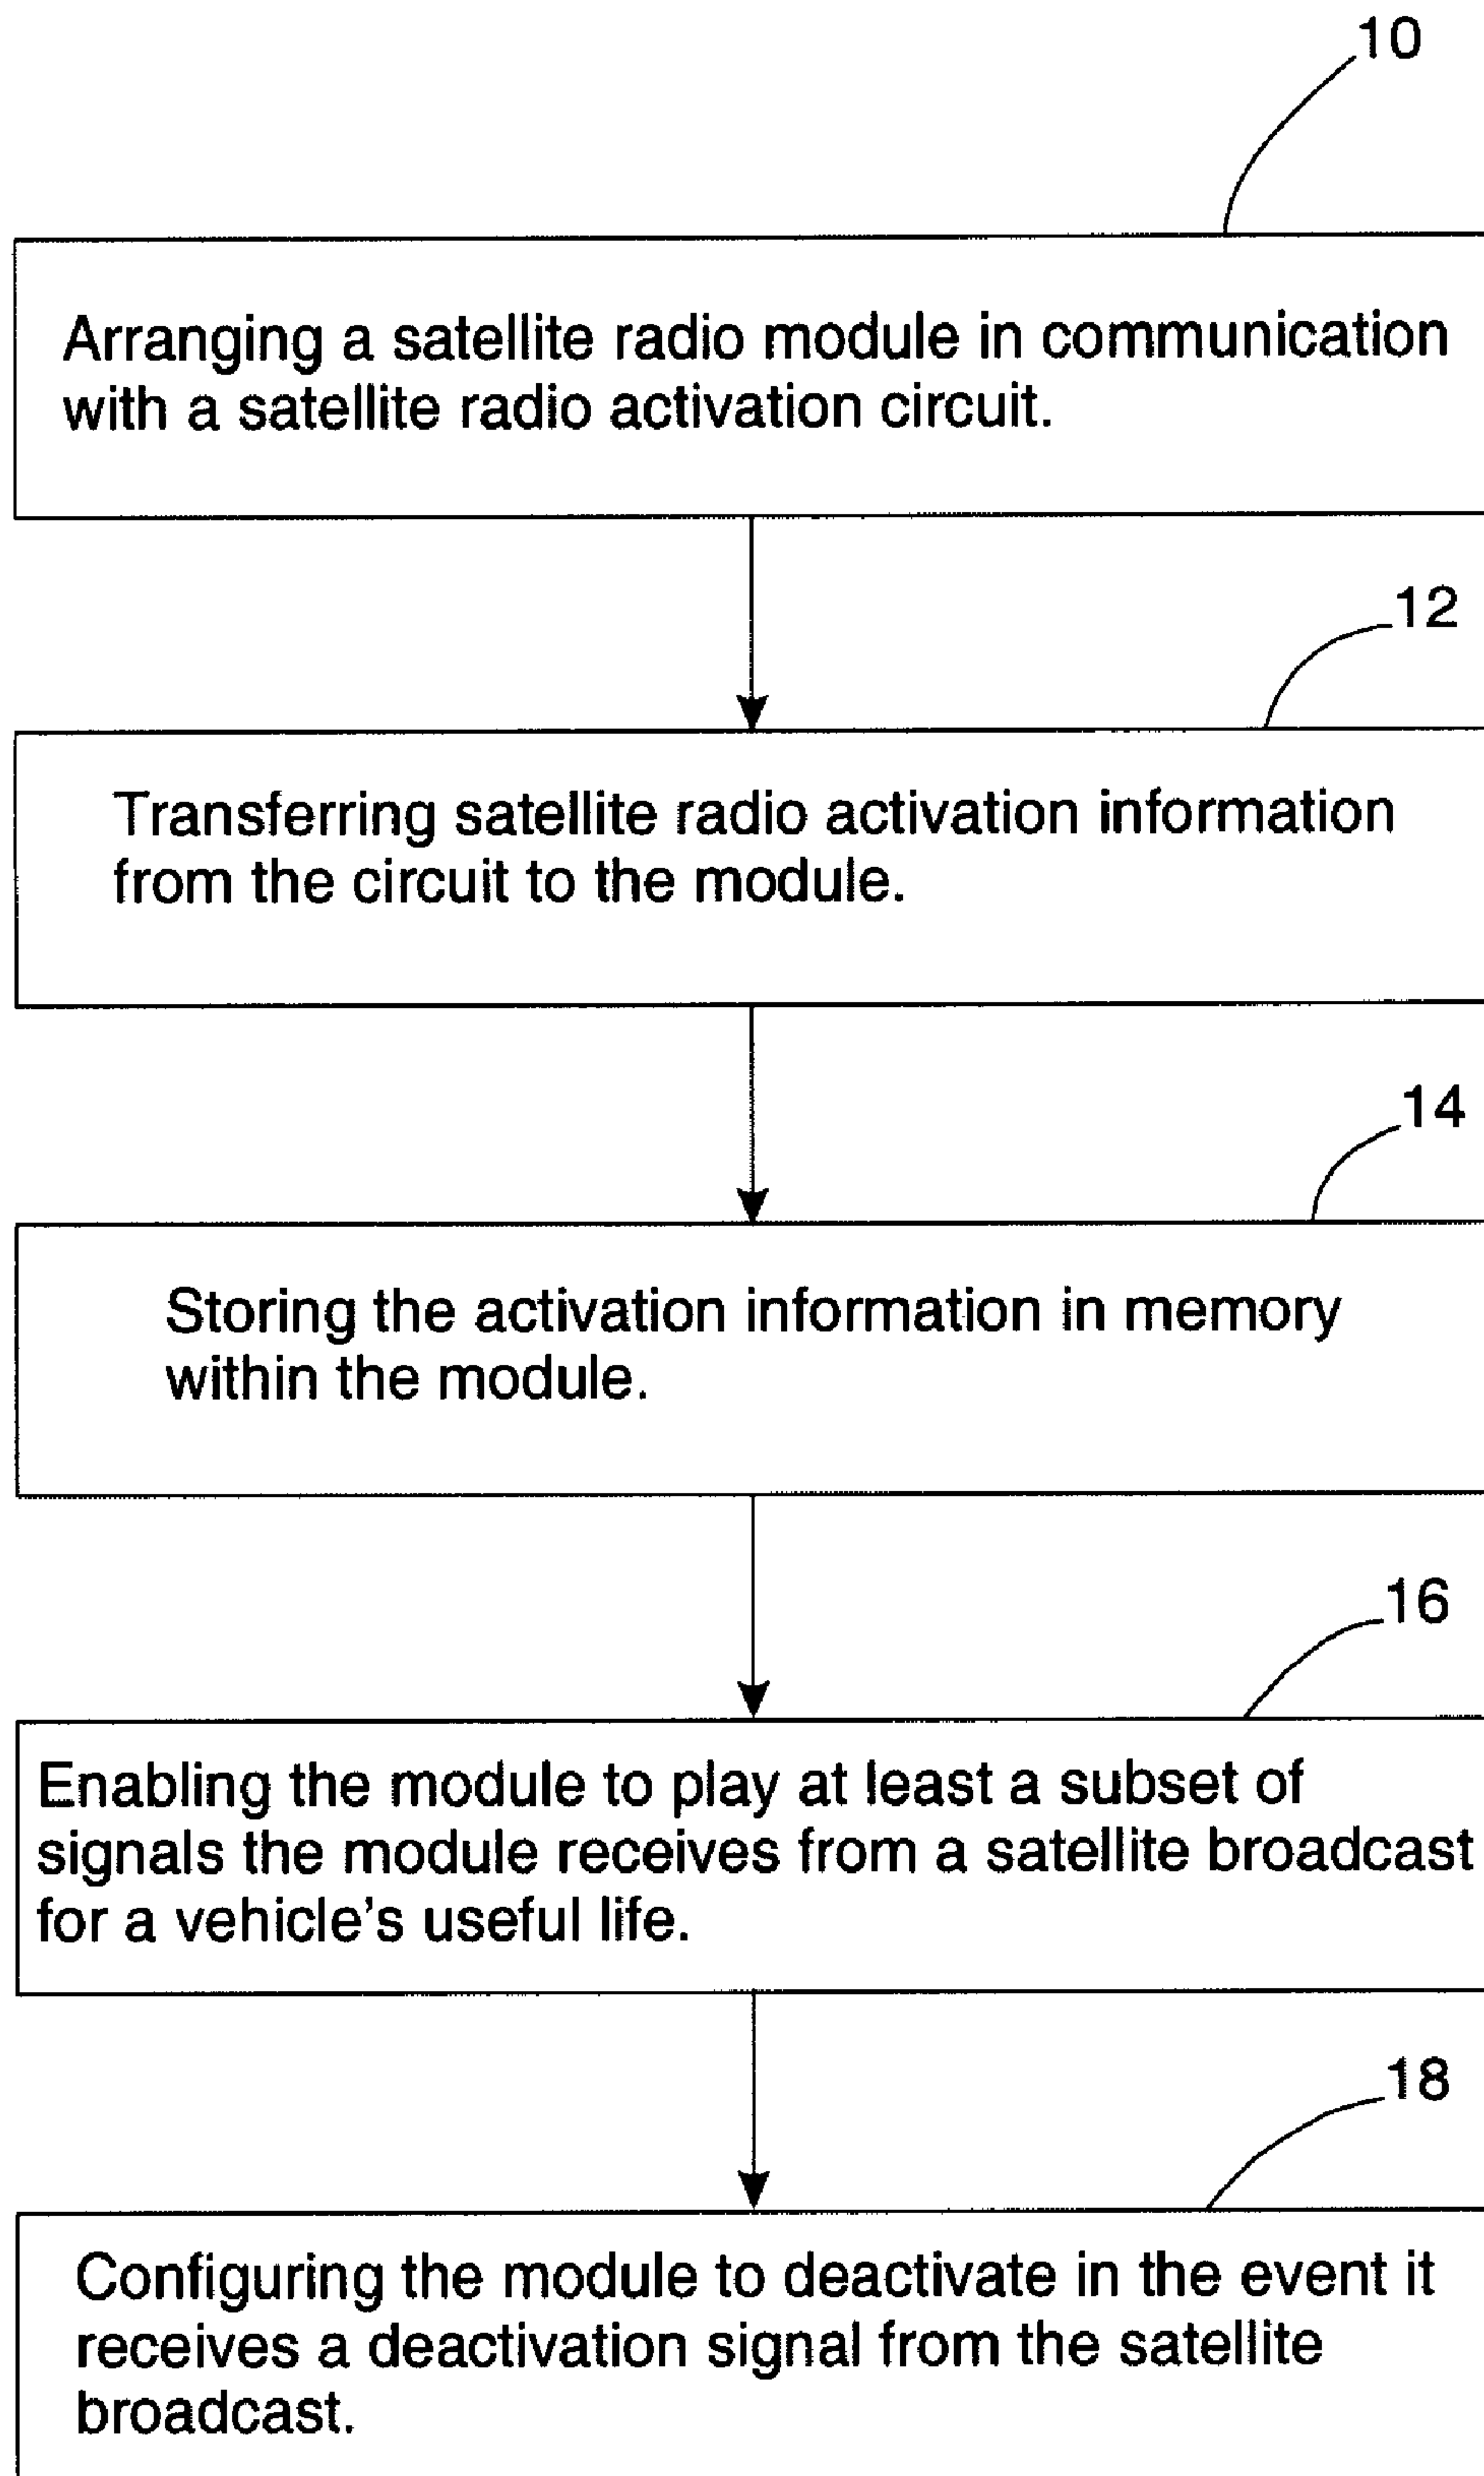 10
Arranging a satellite radio module in communication
with a satellite radio activation circuit.
12
Transferring satellite radio activation information
from the circuit to the module.
14
Storing the activation information in memory
within the module.
16
Enabling the module to play at least a subset of
signals the module receives from a satellite broadcast
for a vehicle's useful life.
18
Configuring the module to deactivate in the event it
receives a deactivation signal from the satellite
broadcast.